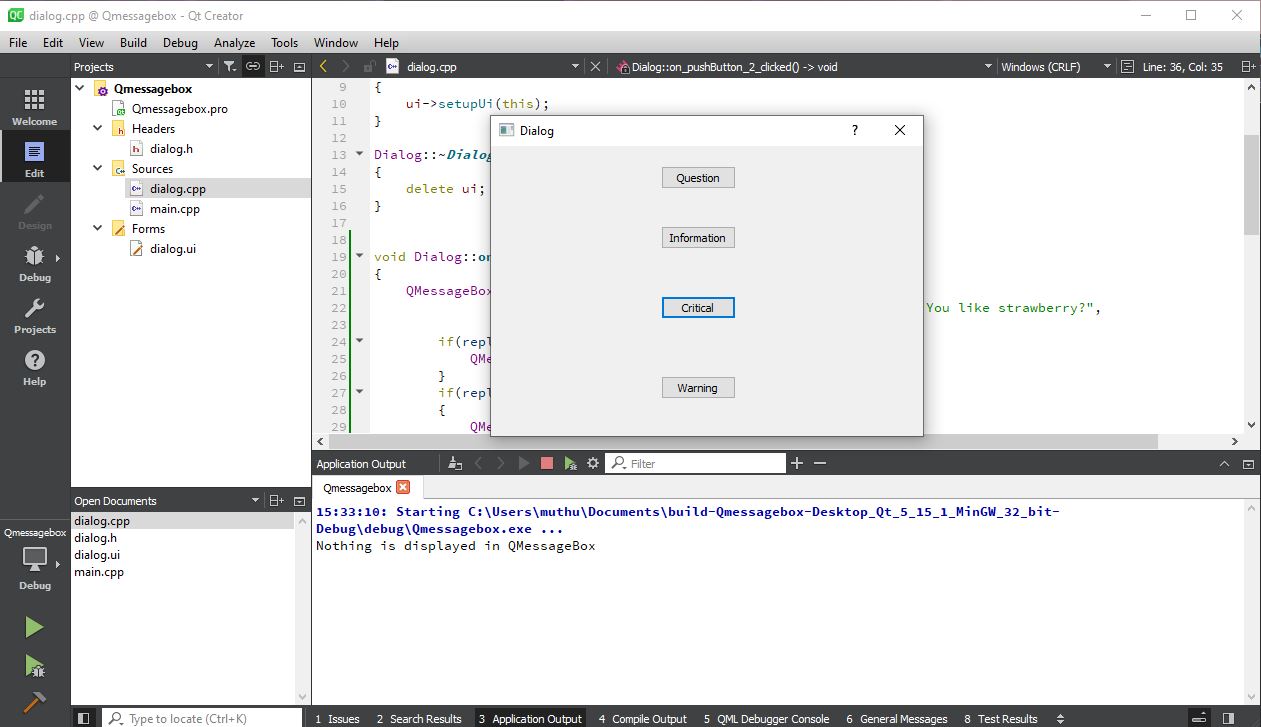 QC dialog.cpp @ Qmessagebox - Qt Creator
File Edit View Build Debug Analyze Tools Window Help
Projects
dialog.cpp
Dialog::on_pushButton_2_clicked() -> void
Windows (CRLF)
Line: 36, Col: 35
Welcome
Edit
Design
Debug
Projects
Help
Qmessagebox
Debug
Qmessagebox
Qmessagebox.pro
Headers
dialog.h
Sources
dialog.cpp
main.cpp
Forms
dialog.ui
9 {
10 ui->setupUi(this);
11 }
12
13 Dialog::~Dialog
14 {
15 delete ui;
16 }
17
18
19 void Dialog::on
20 {
21 QMessageBox
22 You like strawberry?",
23
24 if(repl
25 QMe
26 }
27 if(repl
28 {
29 QMe
Dialog ?
Question
Information
Critical
Warning
Open Documents
dialog.cpp
dialog.h
dialog.ui
main.cpp
Application Output
Filter
Qmessagebox
15:33:10: Starting C:\Users\muthu\Documents\build-Qmessagebox-Desktop_Qt_5_15_1_MinGW_32_bit-
Debug\debug\Qmessagebox.exe ...
Nothing is displayed in QMessageBox
Type to locate (Ctrl+K)
1 Issues 2 Search Results 3 Application Output 4 Compile Output 5 QML Debugger Console 6 General Messages 8 Test Results